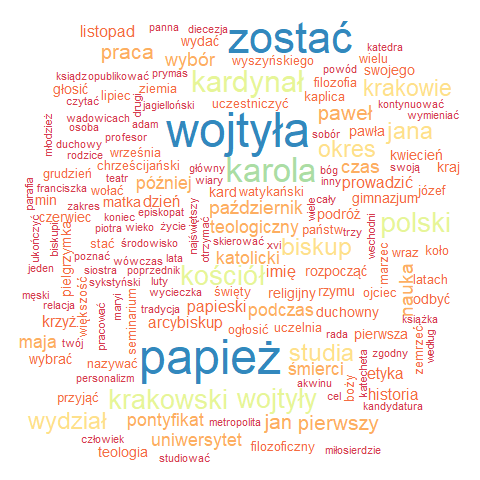 panna diecezja
listopad zostać katedra
praca wydać
wybór wyszyńskiego powód wielu
ksiądz opublikować prymas kardynał filozofia swojego
głosić ziemia krakowie
czytać lipiec drugi uczestniczyć kaplica kontynuować
wadowicach jagielloński paweł wymieniać
osoba adam wojtyła sobór pawła jana
młodzież duchowy profesor okres
rodzice września główny bóg kwiecień
chrześcijański karola czas swoją kraj
grudzień teatr wiary inny prowadzić
parafia franciszka wołać później kard watykański cały gimnazjum józef
min matka dzień wiele
zakres październik podróż polski
czerwiec koniec episkopat najświętszy
ukończyć biskupi piotra wieko życie teologiczny państw trzy wschodni
pielgrzymka stać środowisko otrzymać skierować xvi biskup marzec wraz koło
poznać wówczas lata katolicki
jeden siostra poprzednik kościół imię rozpocząć latach
sykstyński luty nauka
męski większość wycieczka święty religijny rzymu ojciec odbyć
relacja maryi tradycja papieski podczas duchowny książka
krzyż pracować seminarium arcybiskup ogłosić uczelnia rada pierwsza według
maja twój zgodny zemrzeć
wybrać nazywać papież studia śmierci etyka
personalizm akwinu boży katecheta
przyjąć krakowski wojtyły cel historia
kandydatura
wydział pontyfikat metropolita jan pierwszy
człowiek uniwersytet filozoficzny miłosierdzie
teologia studiować